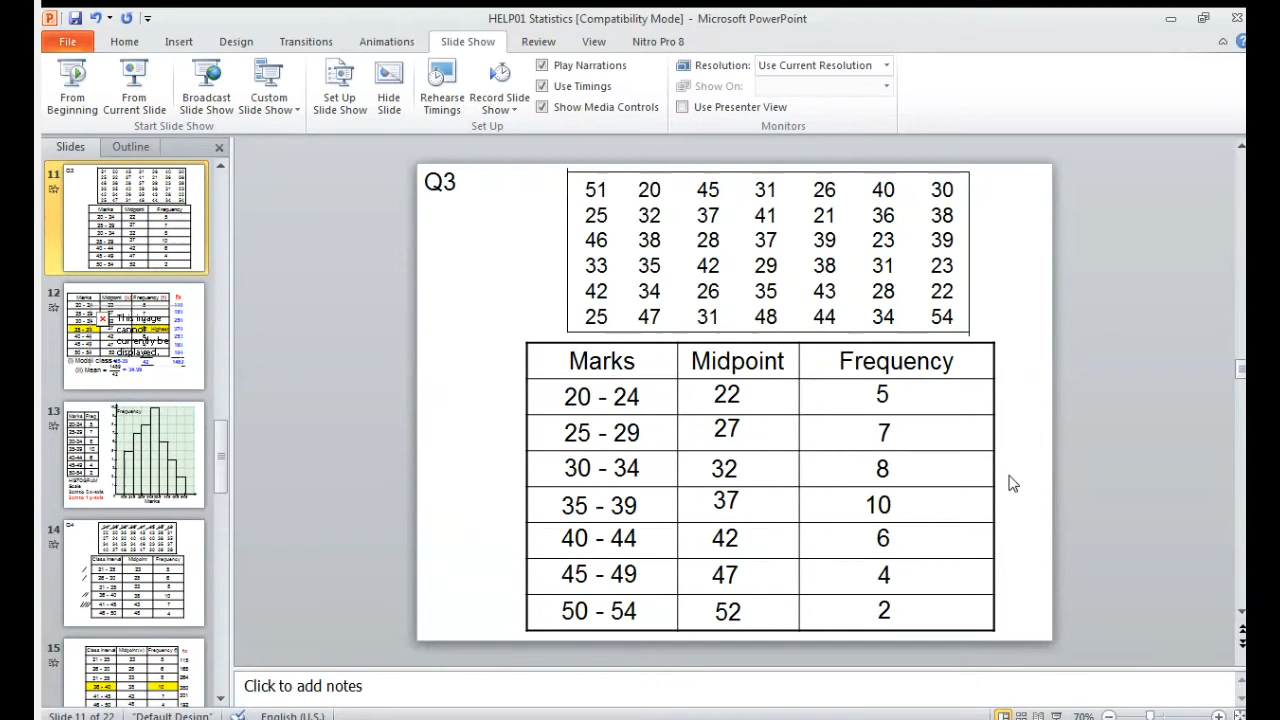 HELP01 Statistics [Compatibility Mode] - Microsoft PowerPoint
File Home Insert Design Transitions Animations Slide Show Review View Nitro Pro 8
From Beginning
From Current Slide
Broadcast Slide Show
Custom Slide Show
Set Up Slide Show
Hide Slide
Rehearse Timings
Record Slide Show
Play Narrations
Use Timings
Show Media Controls
Resolution: Use Current Resolution
Show On:
Use Presenter View
Start Slide Show Set Up Monitors
Slides Outline
11
12
13
14
15
Q3
51 20 45 31 26 40 30
25 32 37 41 21 36 38
46 38 28 37 39 23 39
33 35 42 29 38 31 23
42 34 26 35 43 28 22
25 47 31 48 44 34 54
Marks Midpoint Frequency
20 - 24 22 5
25 - 29 27 7
30 - 34 32 8
35 - 39 37 10
40 - 44 42 6
45 - 49 47 4
50 - 54 52 2
Click to add notes
Slide 11 of 22 "Default Design" English (U.S.) 70%